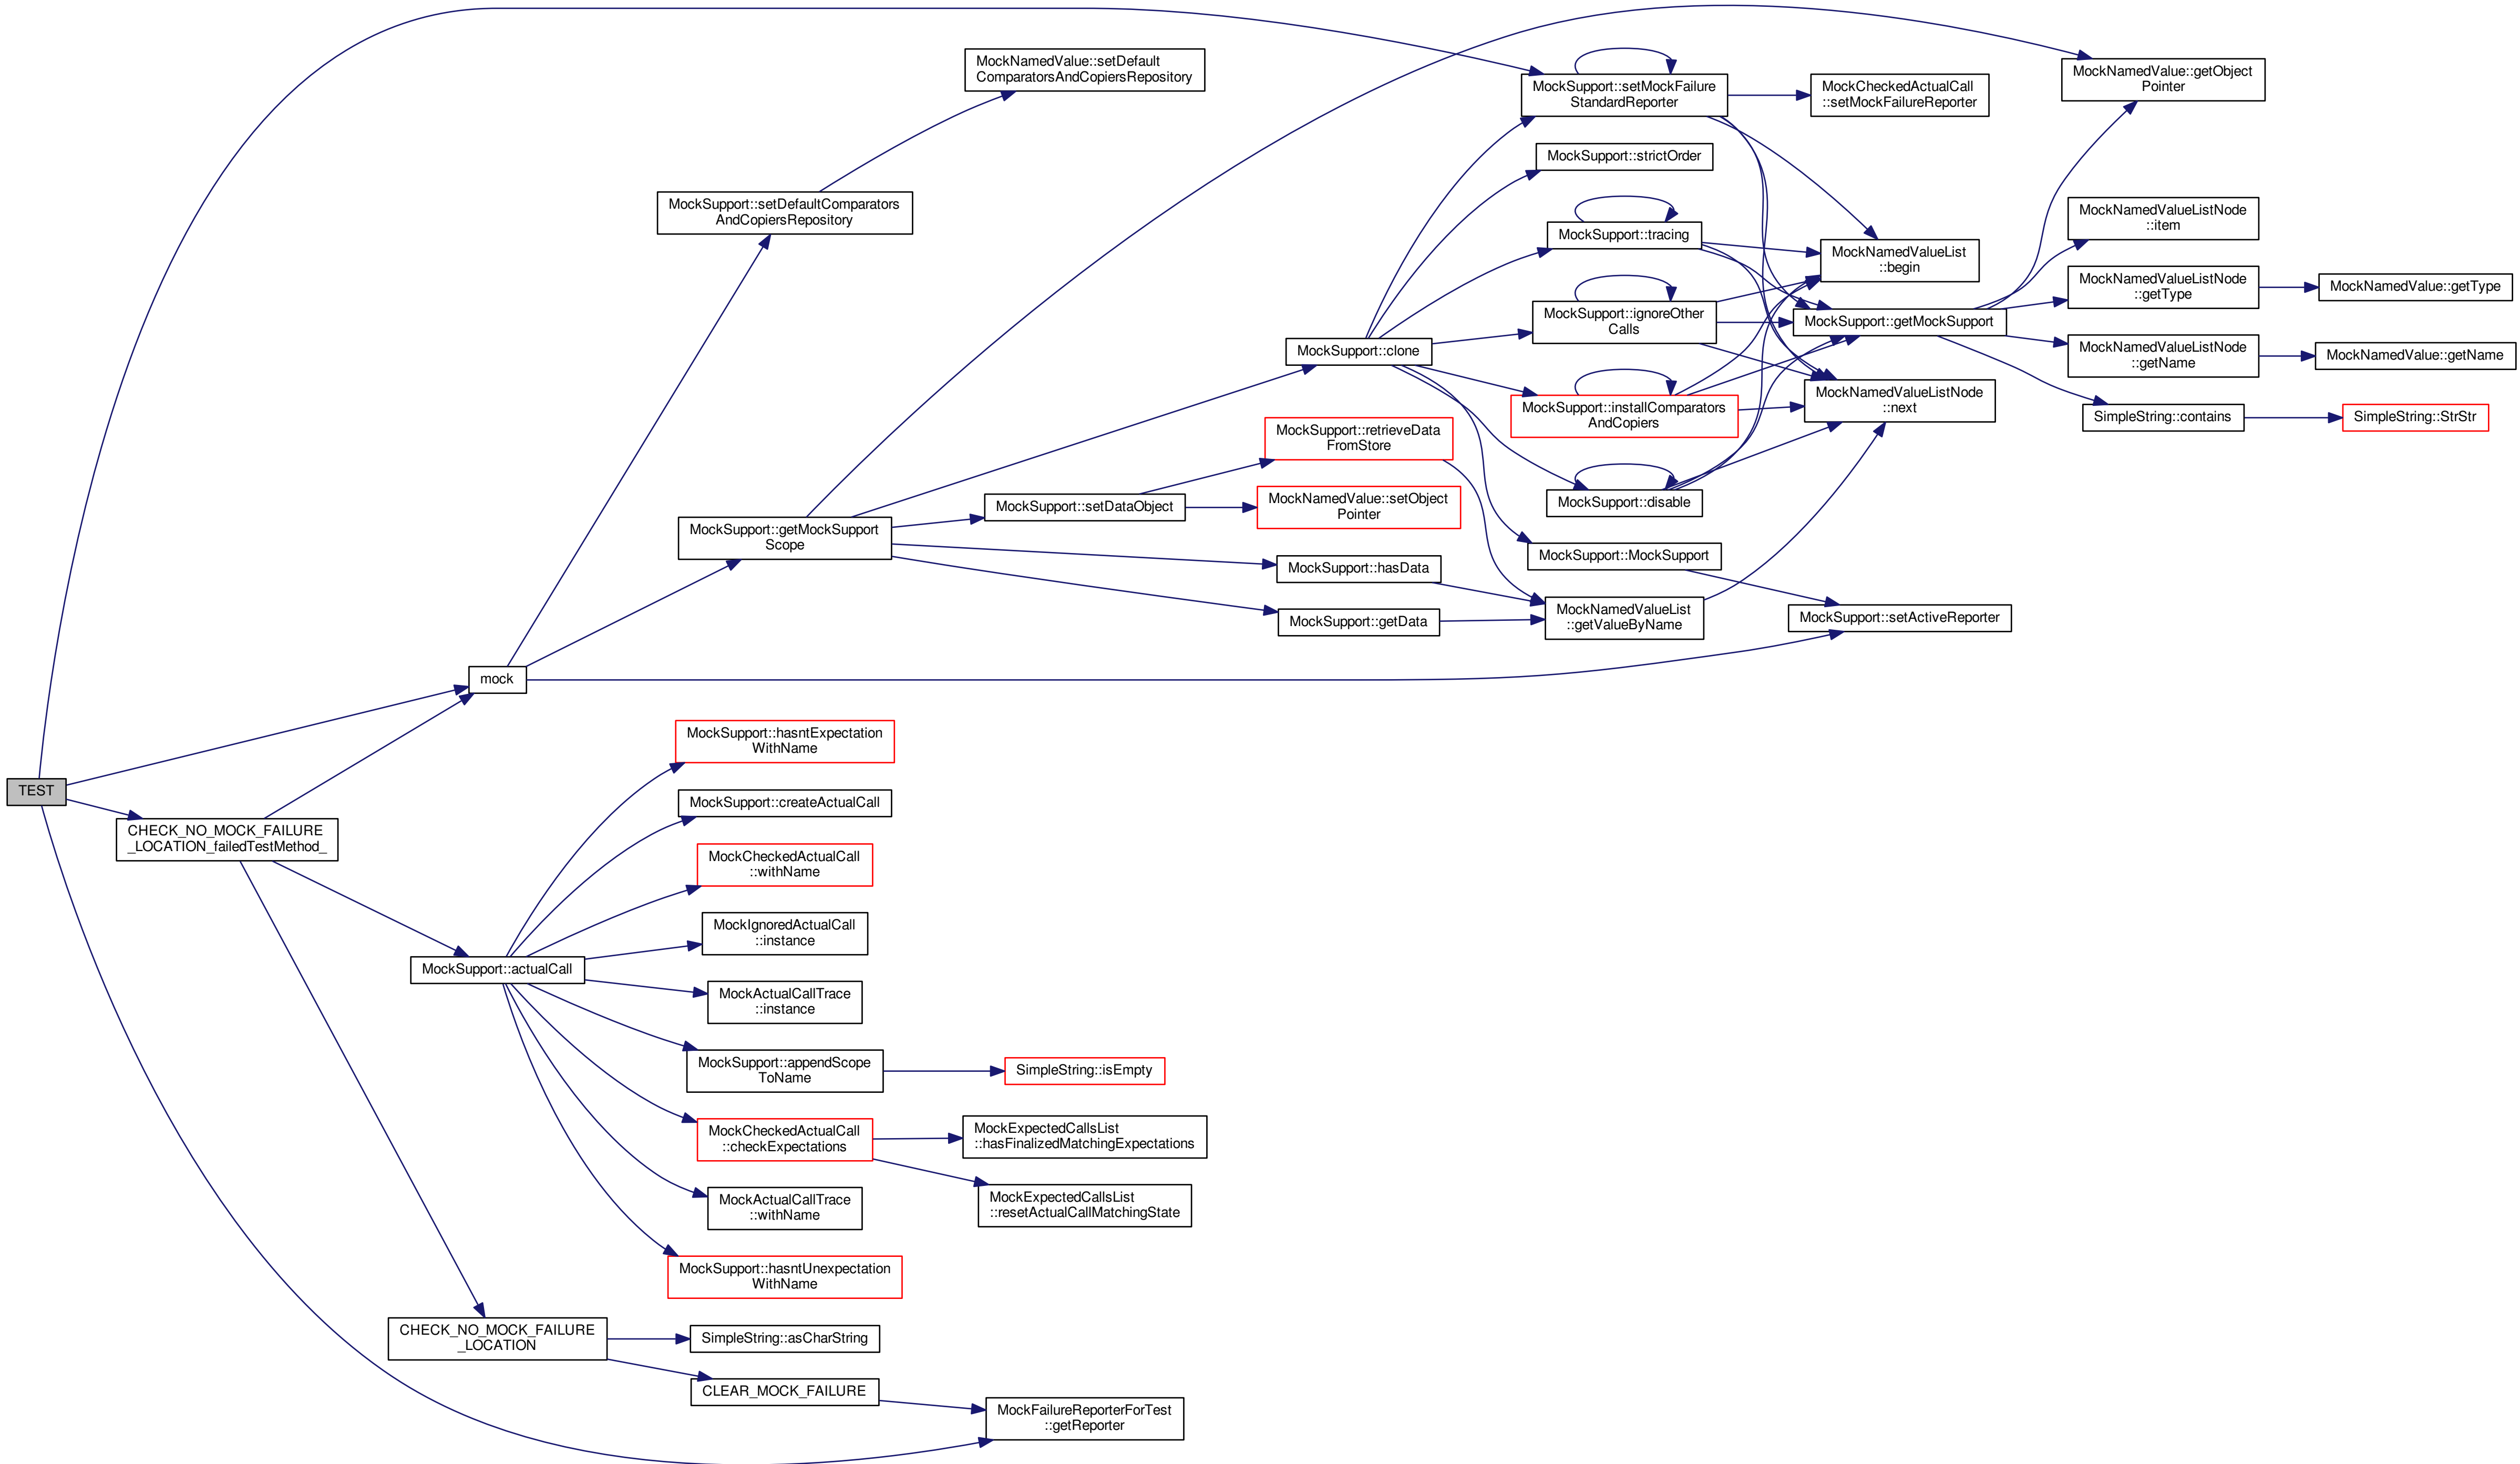 TEST
CHECK_NO_MOCK_FAILURE
_LOCATION_failedTestMethod_
mock
MockSupport::actualCall
CHECK_NO_MOCK_FAILURE
_LOCATION
MockSupport::setDefaultComparators
AndCopiersRepository
MockSupport::getMockSupport
Scope
MockSupport::hasntExpectation
WithName
MockSupport::createActualCall
MockCheckedActualCall
::withName
MockIgnoredActualCall
::instance
MockActualCallTrace
::instance
MockSupport::appendScope
ToName
MockCheckedActualCall
::checkExpectations
MockActualCallTrace
::withName
MockSupport::hasntUnexpectation
WithName
SimpleString::asCharString
CLEAR_MOCK_FAILURE
MockNamedValue::setDefault
ComparatorsAndCopiersRepository
MockSupport::setDataObject
SimpleString::isEmpty
MockExpectedCallsList
::hasFinalizedMatchingExpectations
MockExpectedCallsList
::resetActualCallMatchingState
MockFailureReporterForTest
::getReporter
MockSupport::clone
MockSupport::retrieveData
FromStore
MockNamedValue::setObject
Pointer
MockSupport::hasData
MockSupport::getData
MockSupport::setMockFailure
StandardReporter
MockSupport::strictOrder
MockSupport::tracing
MockSupport::ignoreOther
Calls
MockSupport::installComparators
AndCopiers
MockSupport::disable
MockSupport::MockSupport
MockNamedValueList
::getValueByName
MockCheckedActualCall
::setMockFailureReporter
MockNamedValueList
::begin
MockSupport::getMockSupport
MockNamedValueListNode
::next
MockSupport::setActiveReporter
MockNamedValue::getObject
Pointer
MockNamedValueListNode
::item
MockNamedValueListNode
::getType
MockNamedValueListNode
::getName
SimpleString::contains
MockNamedValue::getType
MockNamedValue::getName
SimpleString::StrStr